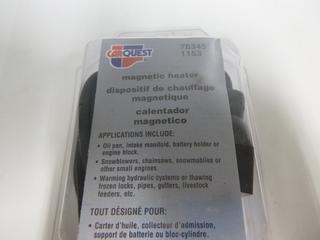 CARQUEST
78345
1153
magnetic heater
dispositif de chauffage
magnetique
calentador
magnetico
APPLICATIONS INCLUDE:
• Oil pan, intake manifold, battery holder or
engine block.
• Snowblowers, chainsaws, snowmobiles or
other small engines.
• Warming hydraulic systems or thawing
frozen locks, pipes, gutters, livestock
feeders, etc.
TOUT DÉSIGNÉ POUR:
• Carter d'huile, collecteur d'admission,
support de batterie ou bloc-cylindre.